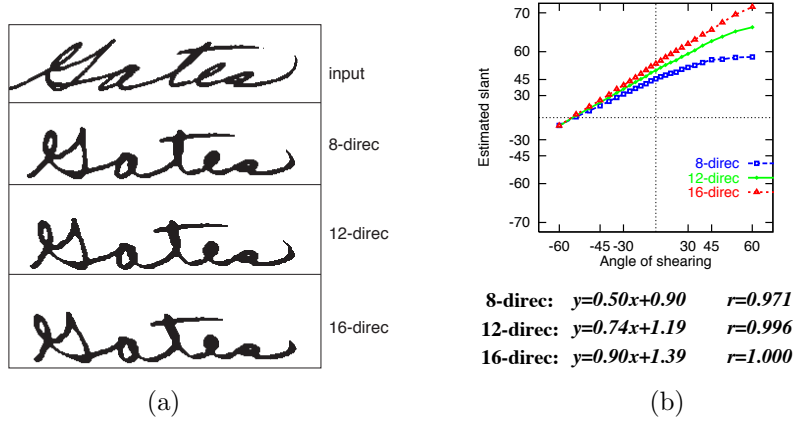 Gates
input
Gates
8-direc
Gates
12-direc
Gates
16-direc
(a)
Estimated slant
70
60
45
30
-30
-45
-60
-70
8-direc
12-direc
16-direc
-60 -45 -30 30 45 60
Angle of shearing
8-direc: y=0.50x+0.90 r=0.971
12-direc: y=0.74x+1.19 r=0.996
16-direc: y=0.90x+1.39 r=1.000
(b)